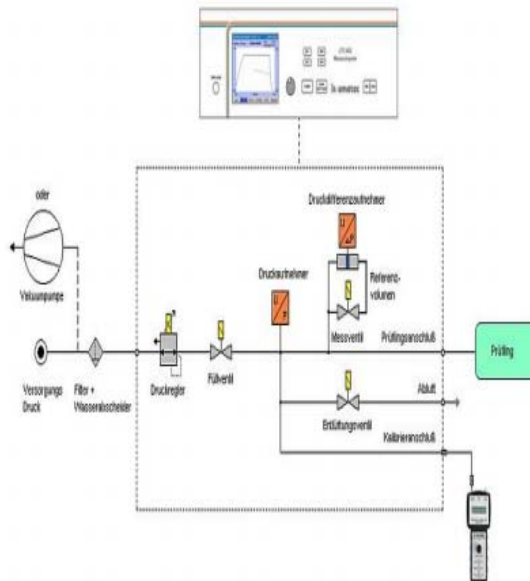 oder
Vakuumpumpe
Versorgungs
Druck
Filter +
Wasserabscheider
Druckregler
Füllventil
Druckaufnehmer
Druckdifferenzaufnehmer
Referenz-
volumen
Messventil
Prüflingsanschluß
Prüfling
Abluft
Entlüftungsventil
Kalibrieranschluß